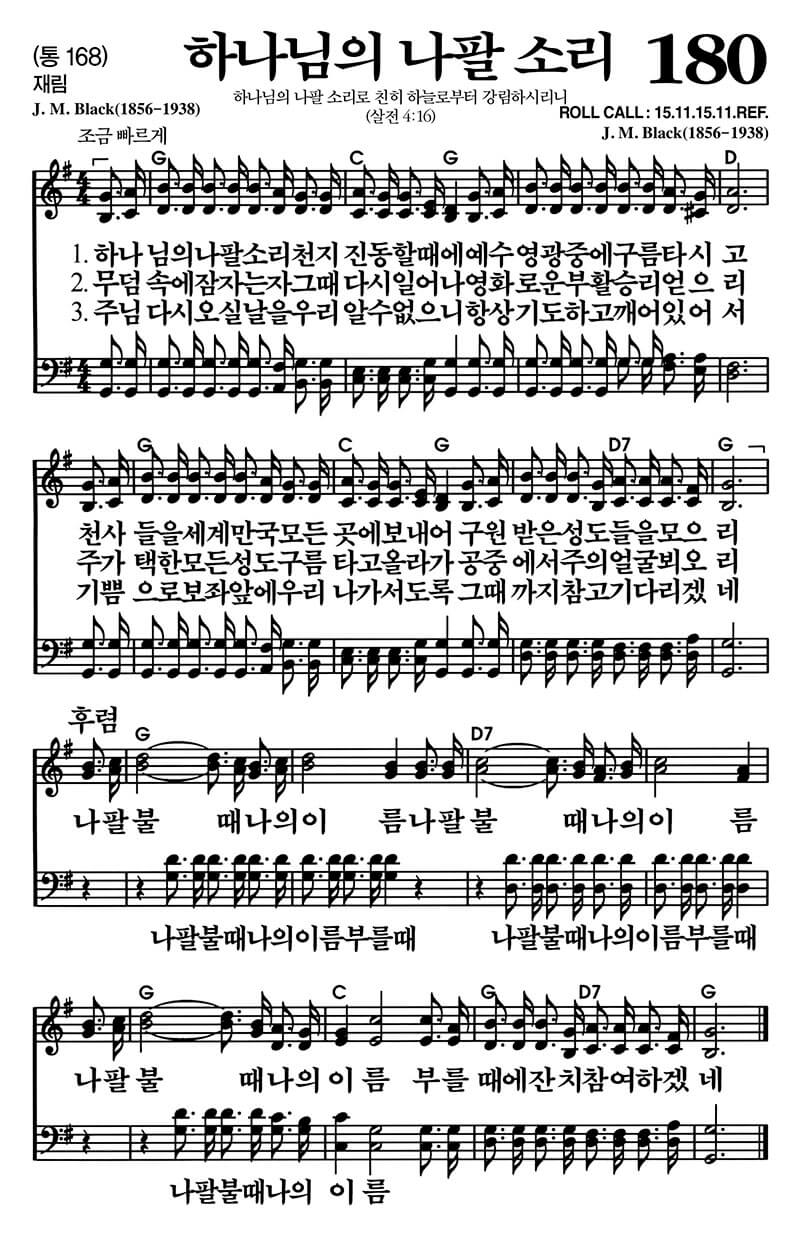 (통 168)
하나님의 나팔 소리
180
재림
하나님의 나팔 소리로 친히 하늘로부터 강림하시리니
(살전 4:16)
J. M. Black(1856-1938)
ROLL CALL : 15.11.15.11.REF.
J. M. Black(1856-1938)
조금 빠르게
G C G D
1. 하나 님의나팔소리천지 진동할때에예수영광중에구름타시 고
2. 무덤 속에잠자는자그때 다시일어나영화로운부활승리얻으 리
3. 주님 다시오실날을우리 알수없으니항상기도하고깨어있어 서
G C G D7 G
천사 들을세계만국모든 곳에보내어 구원 받은성도들을모으 리
주가 택한모든성도구름 타고올라가 공중 에서주의얼굴뵈오 리
기쁨 으로보좌앞에우리 나가서도록 그때 까지참고기다리겠 네
후렴
G D7
나팔불 때나의이 름나팔불 때나의이 름
나팔불때나의이름부를때 나팔불때나의이름부를때
G C G D7 G
나팔불 때나의이름 부를 때에잔치참여하겠네
나팔불때나의 이름